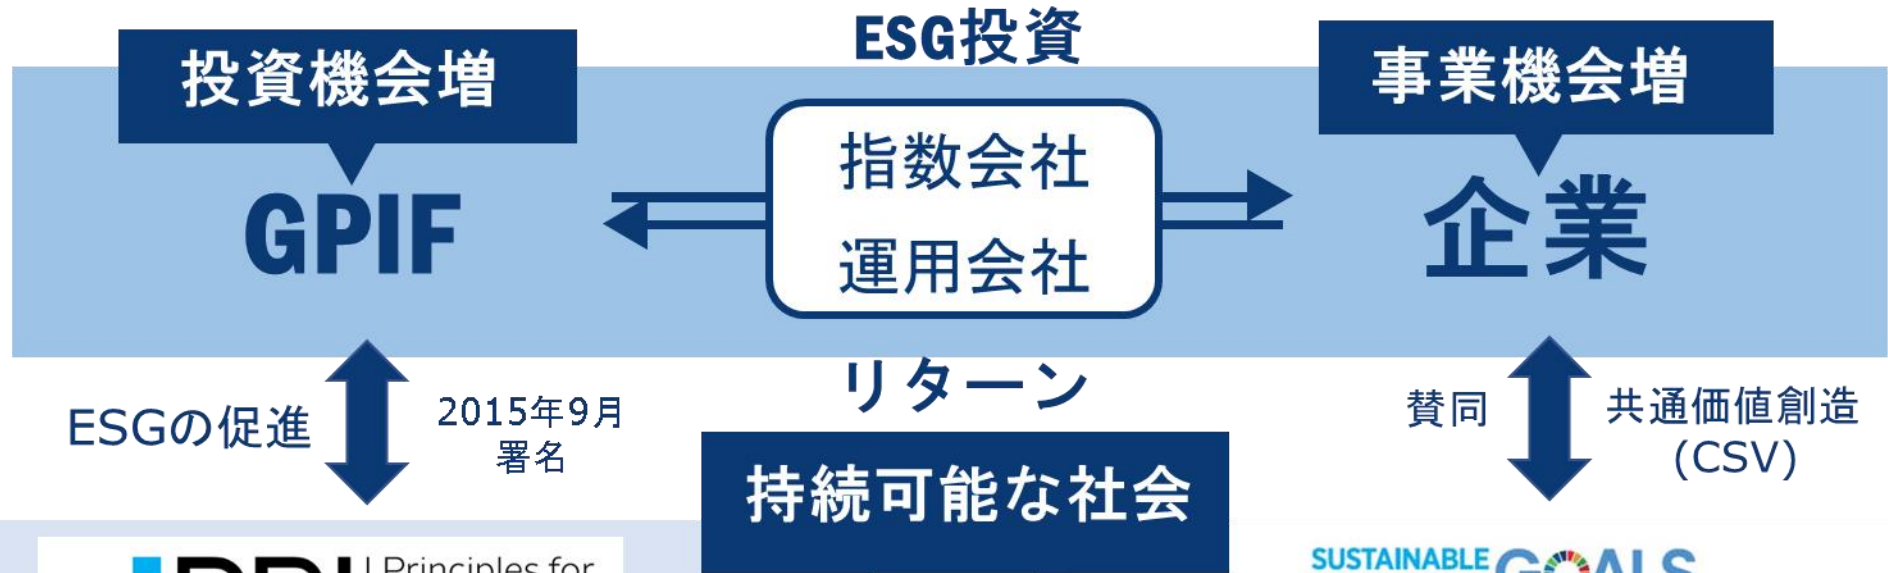 ESG投資
投資機会増
事業機会増
指数会社
GPIF
企業
運用会社
リターン
ESGの促進
2015年9月
署名
賛同
共通価値創造
(CSV)
持続可能な社会
PRI
Principles for
SUSTAINABLE
GOALS